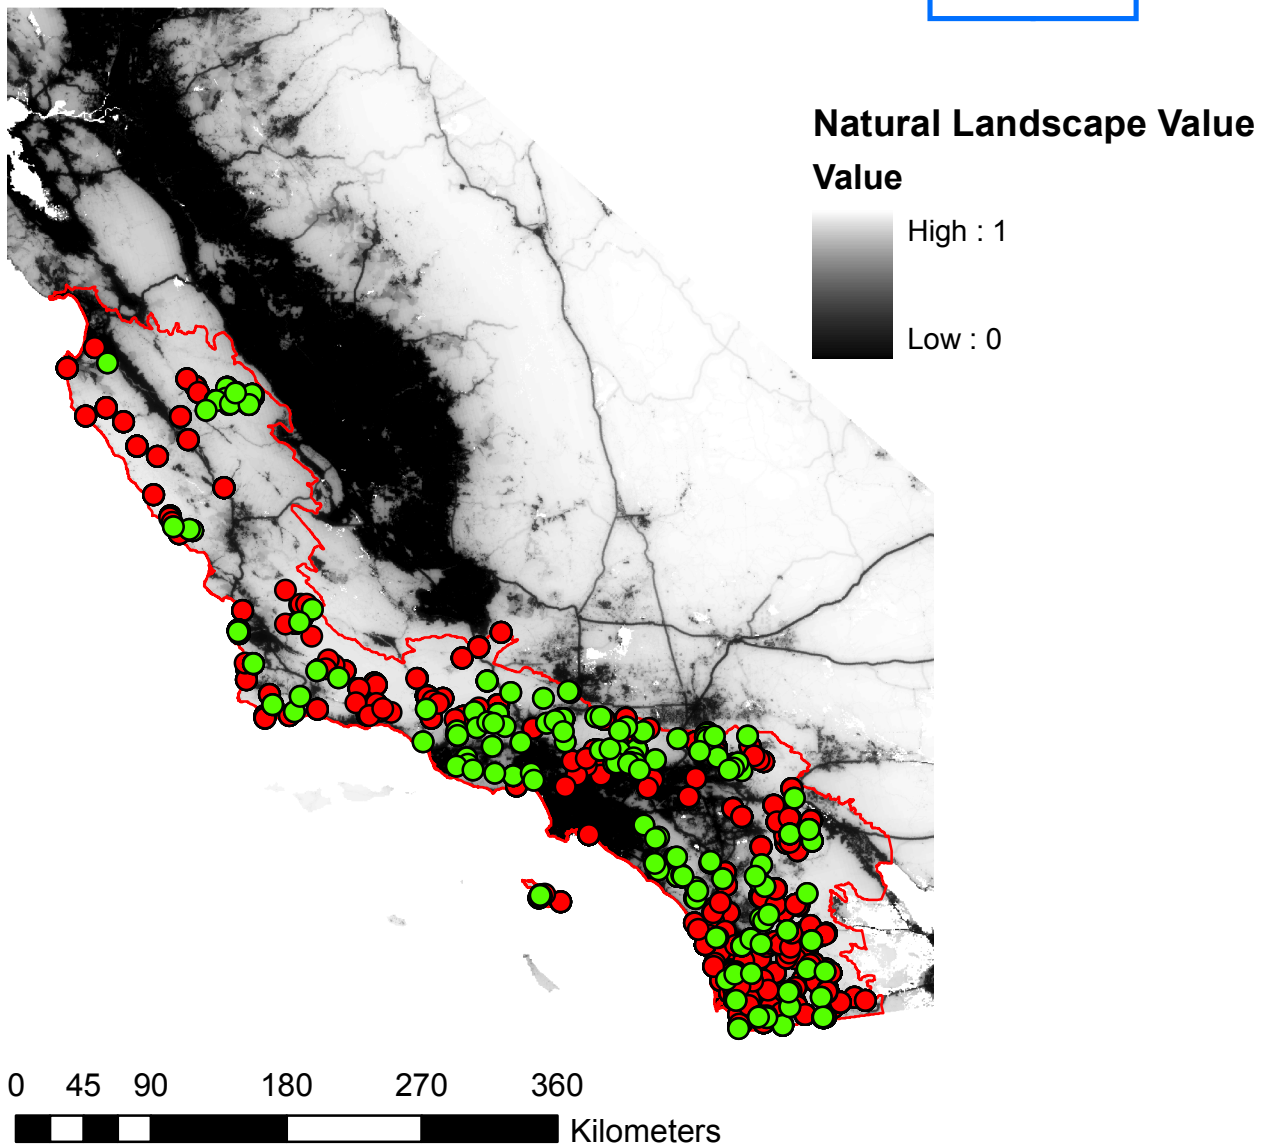 Natural Landscape Value
Value
High : 1
Low : 0
0 45 90 180 270 360
Kilometers